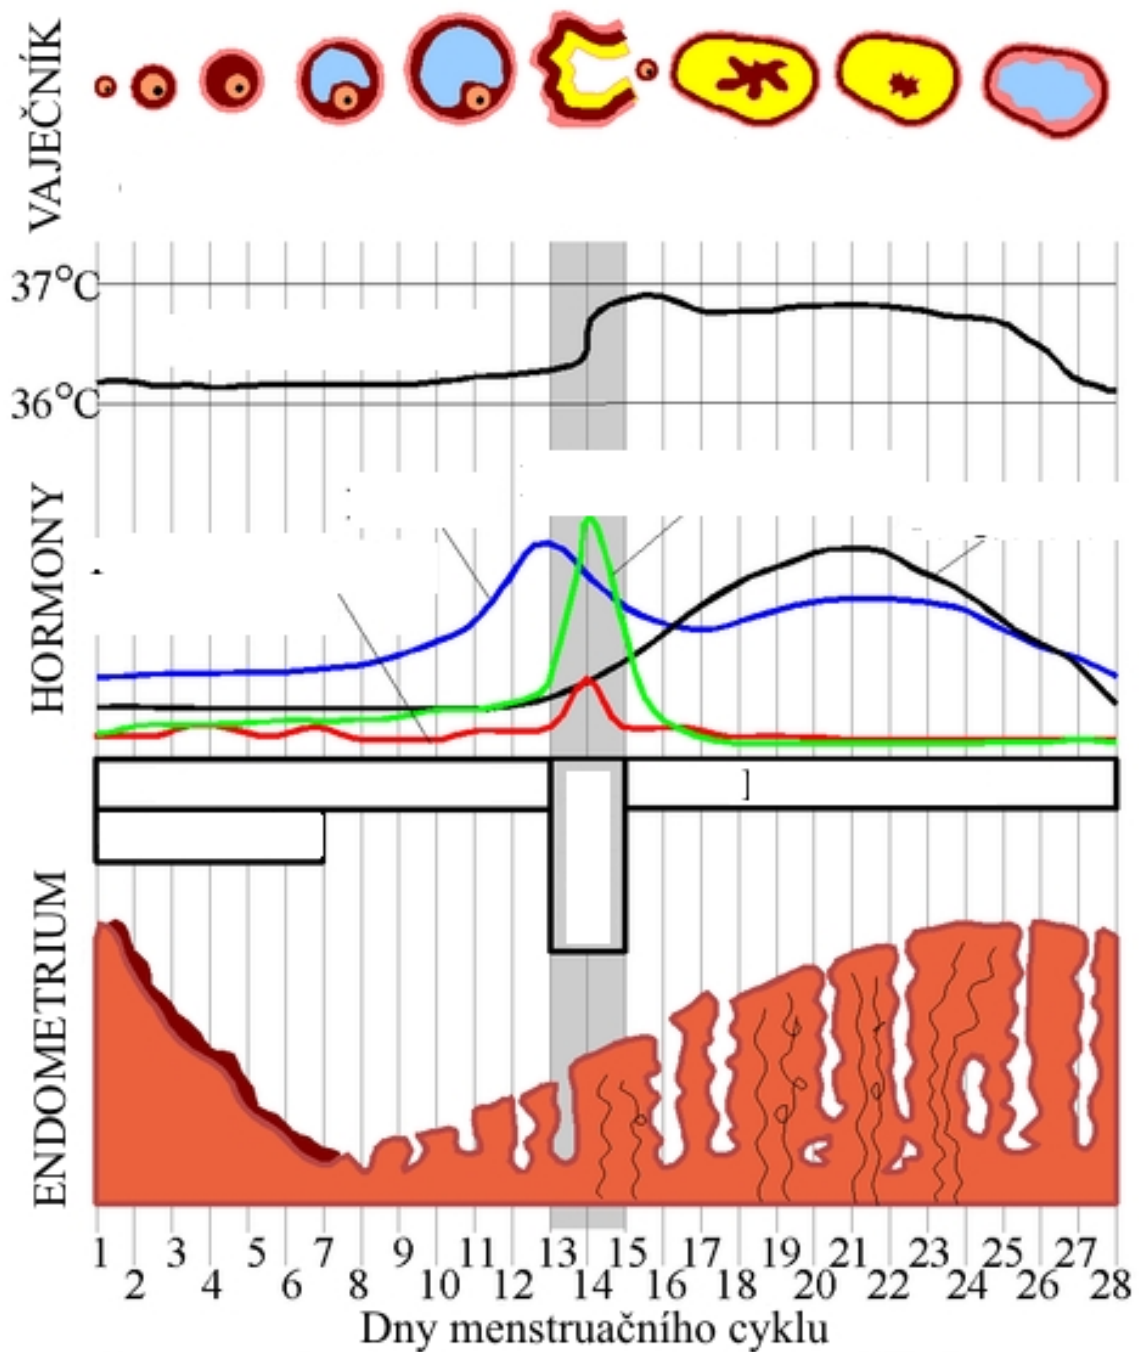 VAJEČNÍK
37°C
36°C
HORMONY
]
ENDOMETRIUM
1 3 5 7 9 11 13 15 17 19 21 23 25 27
2 4 6 8 10 12 14 16 18 20 22 24 26 28
Dny menstruačního cyklu